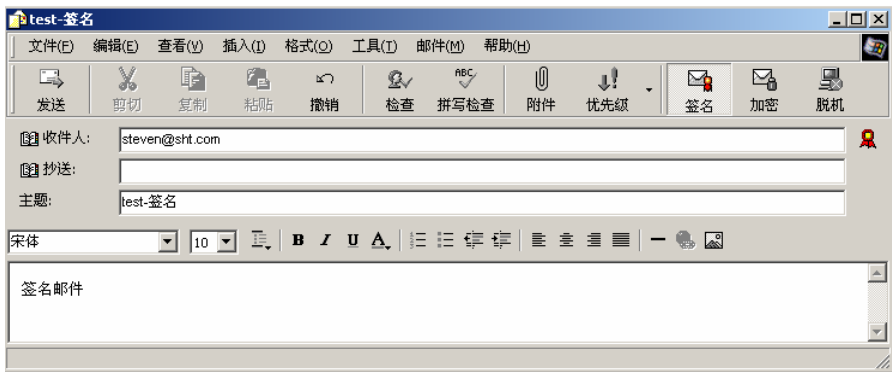 test-签名
文件(F) 编辑(E) 查看(V) 插入(I) 格式(O) 工具(T) 邮件(M) 帮助(H)
ABC
发送 剪切 复制 粘贴 撤销 检查 拼写检查 附件 优先级 签名 加密 脱机
收件人: steven@sht.com
抄送:
主题: test-签名
宋体 10 B I U A
签名邮件